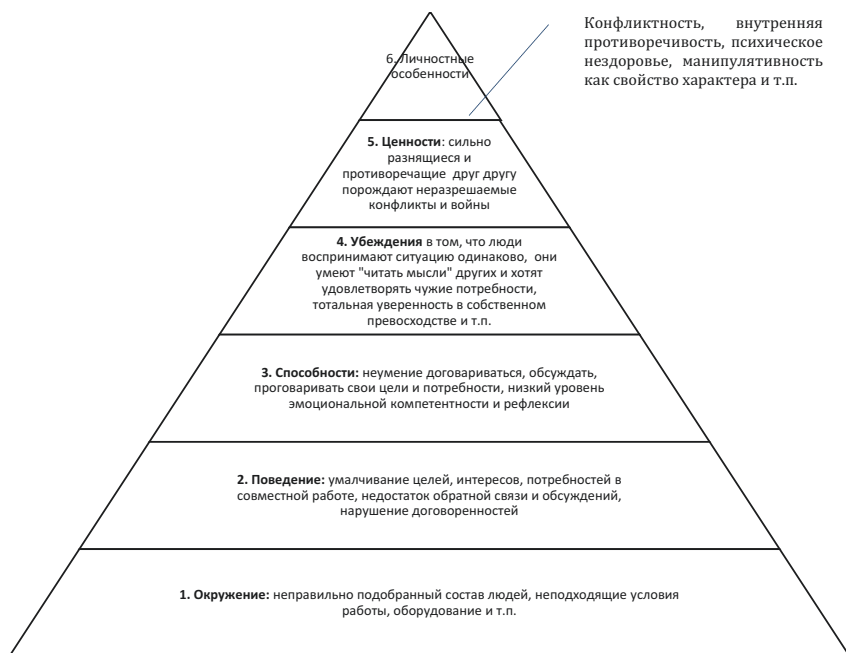 Конфликтность, внутренняя
противоречивость, психическое
нездоровье, манипулятивность
как свойство характера и т.п.
6. Личностные
особенности
5. Ценности: сильно
разнящиеся и
противоречащие друг другу
порождают неразрешаемые
конфликты и войны
4. Убеждения в том, что люди
воспринимают ситуацию одинаково, они
умеют "читать мысли" других и хотят
удовлетворять чужие потребности,
тотальная уверенность в собственном
превосходстве и т.п.
3. Способности: неумение договариваться, обсуждать,
проговаривать свои цели и потребности, низкий уровень
эмоциональной компетентности и рефлексии
2. Поведение: умалчивание целей, интересов, потребностей в
совместной работе, недостаток обратной связи и обсуждений,
нарушение договоренностей
1. Окружение: неправильно подобранный состав людей, неподходящие условия
работы, оборудование и т.п.